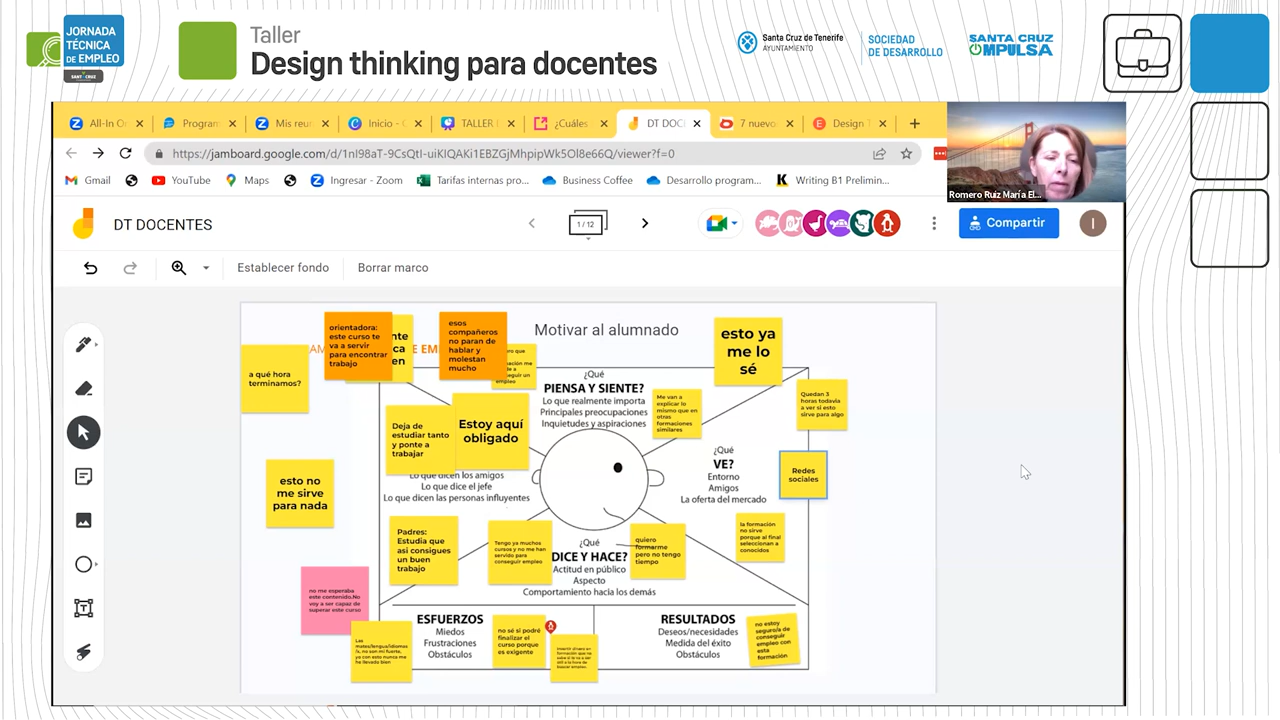 JORNADA
TÉCNICA
DE EMPLEO
Taller
Design thinking para docentes
Santa Cruz de Tenerife
AYUNTAMIENTO
SOCIEDAD
DE DESARROLLO
SANTA CRUZ
MPULSA
All-In O
Program
Mis reur
Inicio - C
TALLER
¿Cuáles
DT DOC
7 nuevo
Design T
https://jamboard.google.com/d/1nI98aT-9CsQtI-uiKIQAKi1EBZGjMhpipWk5Ol8e66Q/viewer?f=0
Gmail
YouTube
Maps
Ingresar - Zoom
Tarifas internas pro...
Business Coffee
Desarrollo program...
Writing B1 Prelimin...
Romero Ruiz María El...
DT DOCENTES
1 / 12
Compartir
I
Establecer fondo
Borrar marco
Motivar al alumnado
orientadora:
este curso te
va a servir
para encontrar
trabajo
esos
compañeros
no paran de
hablar y
molestan
mucho
esto ya
me lo
sé
a qué hora
terminamos?
¿Qué
PIENSA Y SIENTE?
Lo que realmente importa
Principales preocupaciones
Inquietudes y aspiraciones
Me van a
explicar lo
mismo que en
otras
formaciones
similares
Quedan 3
horas todavía
a ver si esto
sirve para algo
Deja de
estudiar tanto
y ponte a
trabajar
Estoy aquí
obligado
Lo que dicen los amigos
Lo que dice el jefe
Lo que dicen las personas influyentes
¿Qué
VE?
Entorno
Amigos
La oferta del mercado
Redes
sociales
esto no
me sirve
para nada
Padres:
Estudia que
asi consigues
un buen
trabajo
Tengo ya muchos
cursos y no me han
servido para
conseguir empleo
¿Qué
DICE Y HACE?
Actitud en público
Aspecto
Comportamiento hacia los demás
quiero
formarme
pero no tengo
tiempo
la formación
no sirve
porque al final
seleccionan a
conocidos
no me esperaba
este contenido.No
voy a ser capaz de
superar este curso
ESFUERZOS
Miedos
Frustraciones
Obstáculos
no sé si podré
finalizar el
curso porque
es exigente
RESULTADOS
Deseos/necesidades
Medida del éxito
Obstáculos
no estoy
seguro/a de
conseguir
empleo con
esta
formación